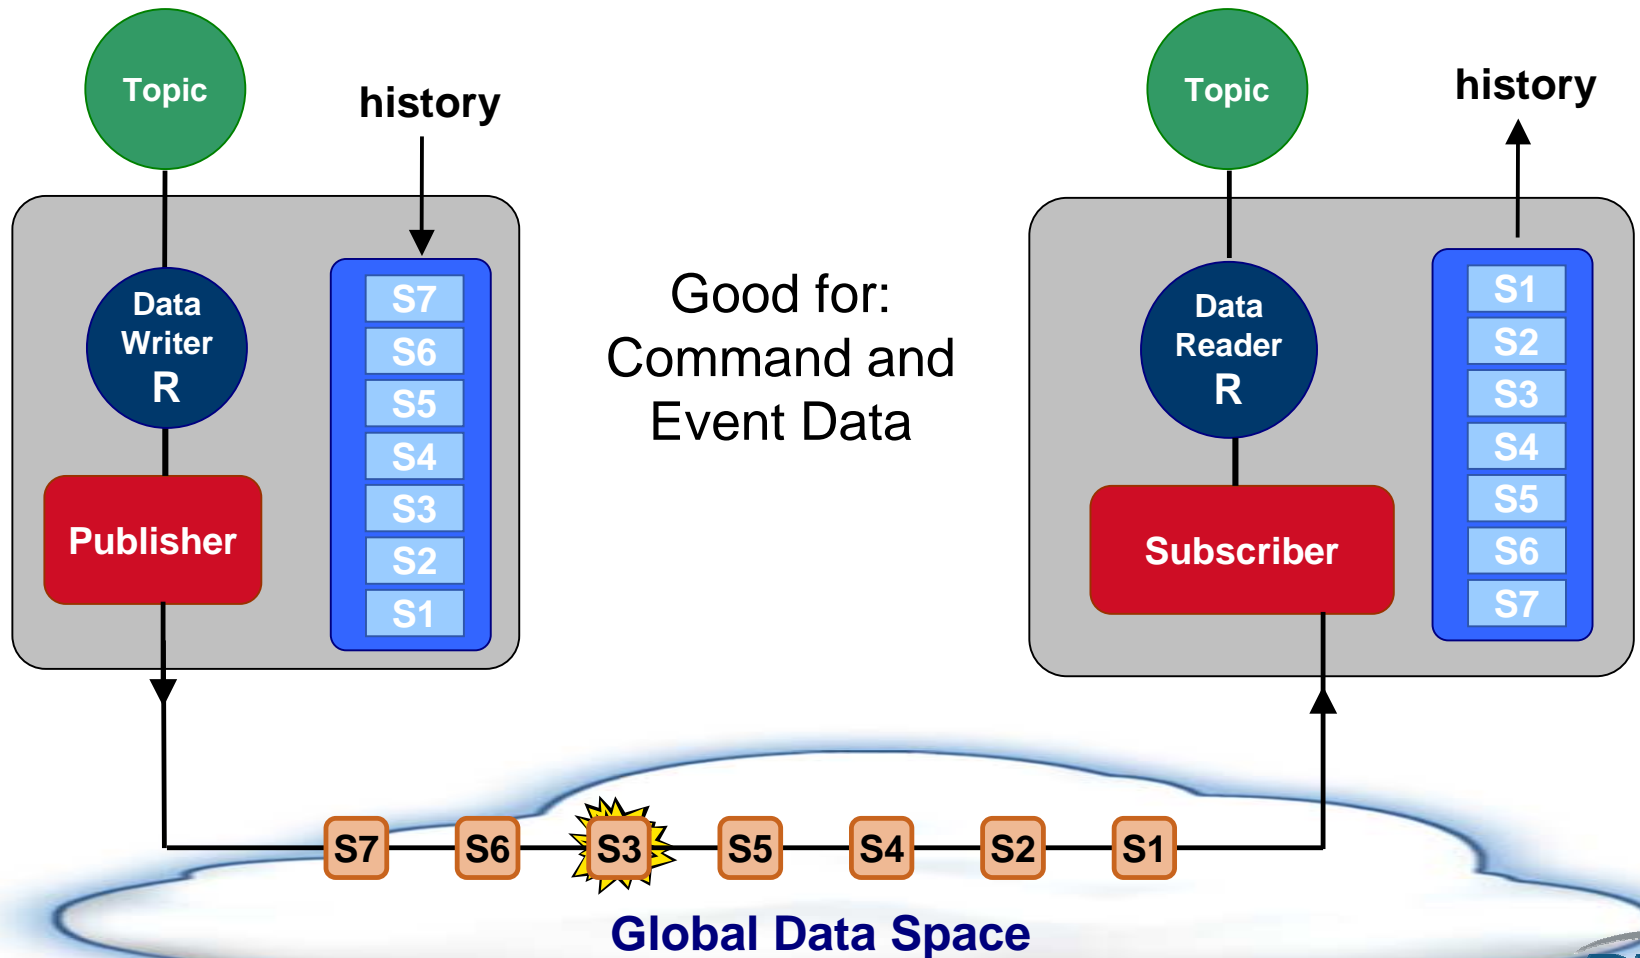 Topic
history
Data
Writer
R
Publisher
S7
S6
S5
S4
S3
S2
S1
Good for:
Command and
Event Data
Topic
history
Data
Reader
R
Subscriber
S1
S2
S3
S4
S5
S6
S7
S7 S6 S3 S5 S4 S2 S1
Global Data Space